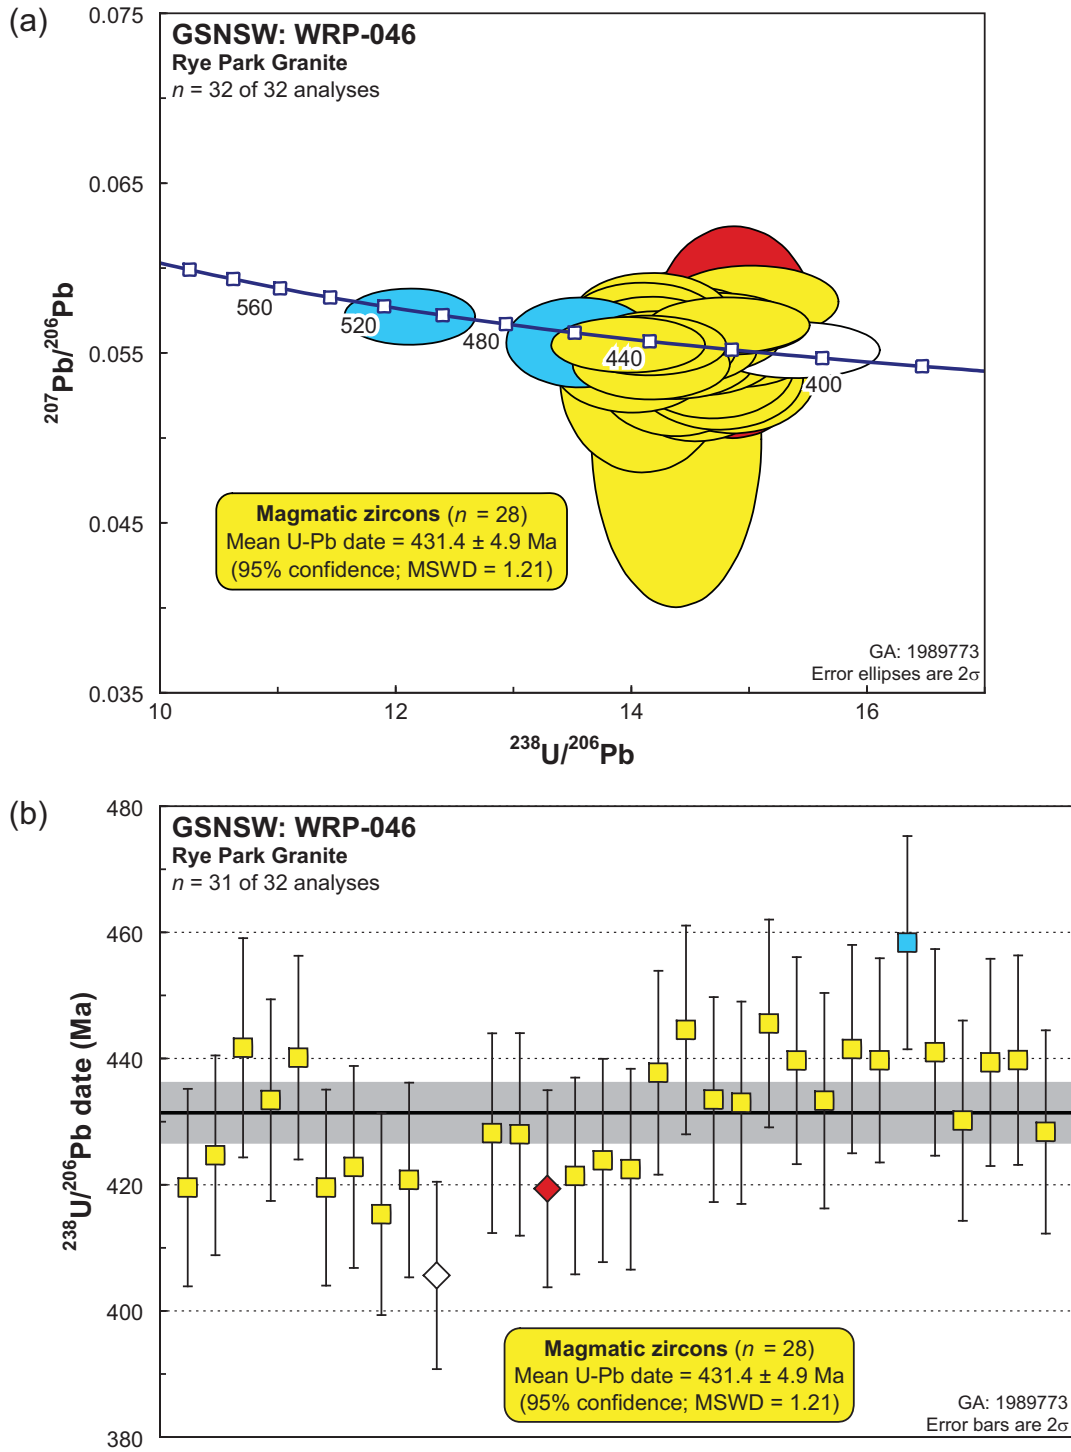 (a)
GSNSW: WRP-046
Rye Park Granite
n = 32 of 32 analyses
0.075
0.065
0.055
0.045
0.035
²⁰⁷Pb/²⁰⁶Pb
560
520
480
440
400
Magmatic zircons (n = 28)
Mean U-Pb date = 431.4 ± 4.9 Ma
(95% confidence; MSWD = 1.21)
GA: 1989773
Error ellipses are 2σ
10
12
14
16
²³⁸U/²⁰⁶Pb
(b)
GSNSW: WRP-046
Rye Park Granite
n = 31 of 32 analyses
480
460
440
420
400
380
²³⁸U/²⁰⁶Pb date (Ma)
Magmatic zircons (n = 28)
Mean U-Pb date = 431.4 ± 4.9 Ma
(95% confidence; MSWD = 1.21)
GA: 1989773
Error bars are 2σ